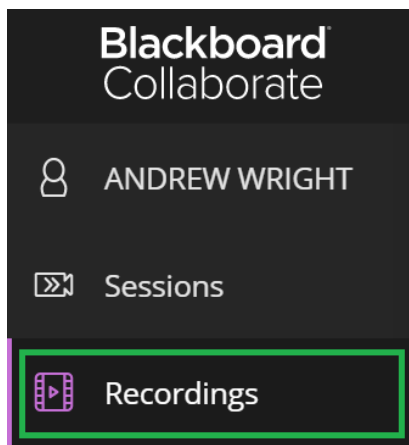 Blackboard
Collaborate
ANDREW WRIGHT
Sessions
Recordings